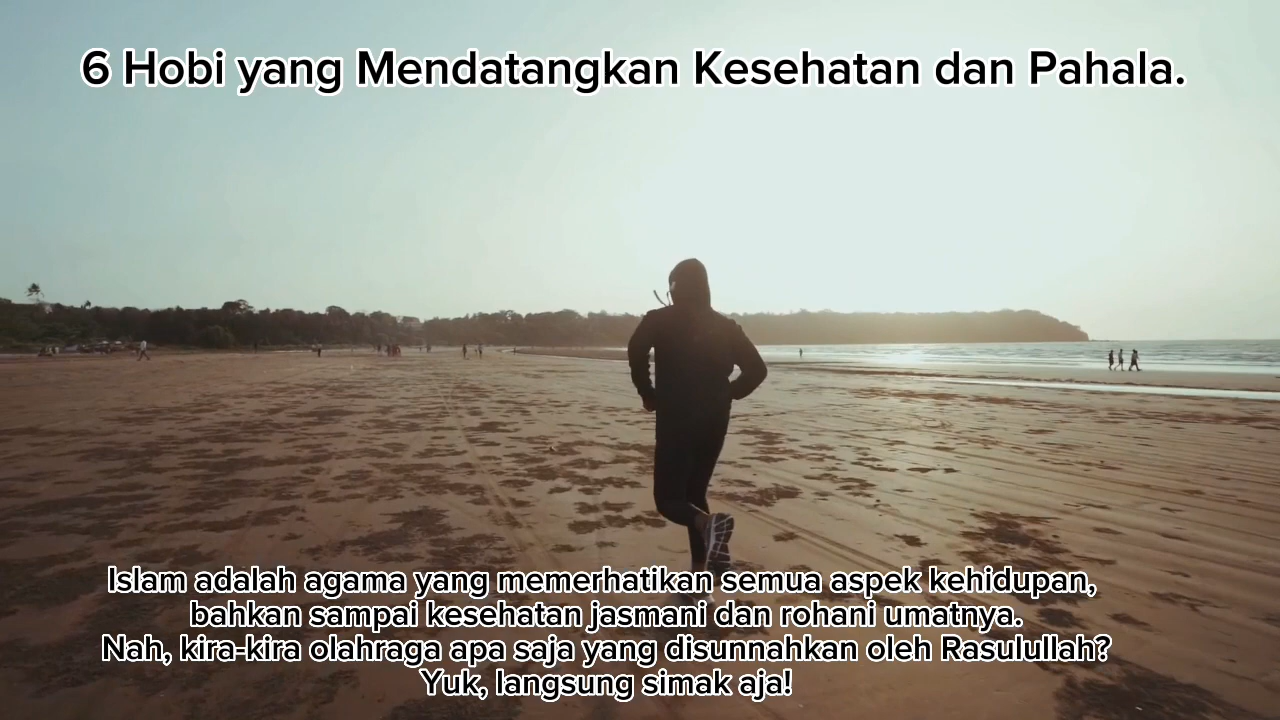 6 Hobi yang Mendatangkan Kesehatan dan Pahala.
Islam adalah agama yang memerhatikan semua aspek kehidupan,
bahkan sampai kesehatan jasmani dan rohani umatnya.
Nah, kira-kira olahraga apa saja yang disunnahkan oleh Rasulullah?
Yuk, langsung simak aja!